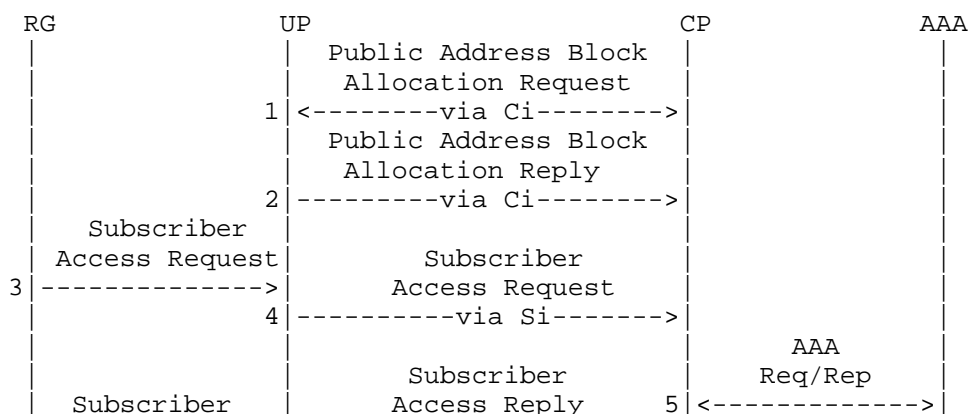 RG UP CP AAA
| | Public Address Block | |
| | Allocation Request | |
| 1|<--------via Ci-------->| |
| | Public Address Block | |
| | Allocation Reply | |
| 2|---------via Ci-------->| |
| Subscriber | | |
| Access Request| Subscriber | |
3|-------------->| Access Request | |
| 4|----------via Si------->| |
| | | AAA |
| | Subscriber | Req/Rep |
| Subscriber | Access Reply 5|<------------->|